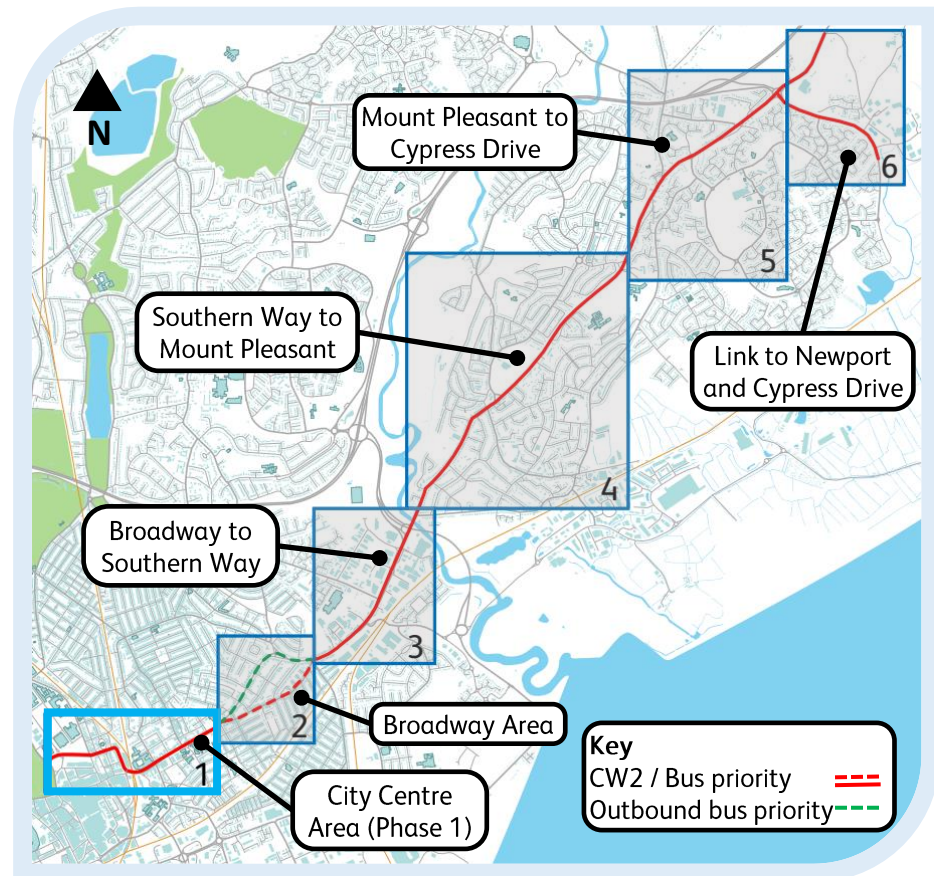 N
Mount Pleasant to
Cypress Drive
6
5
Southern Way to
Mount Pleasant
Link to Newport
and Cypress Drive
4
Broadway to
Southern Way
3
2
Broadway Area
1
City Centre
Area (Phase 1)
Key
CW2 / Bus priority
Outbound bus priority